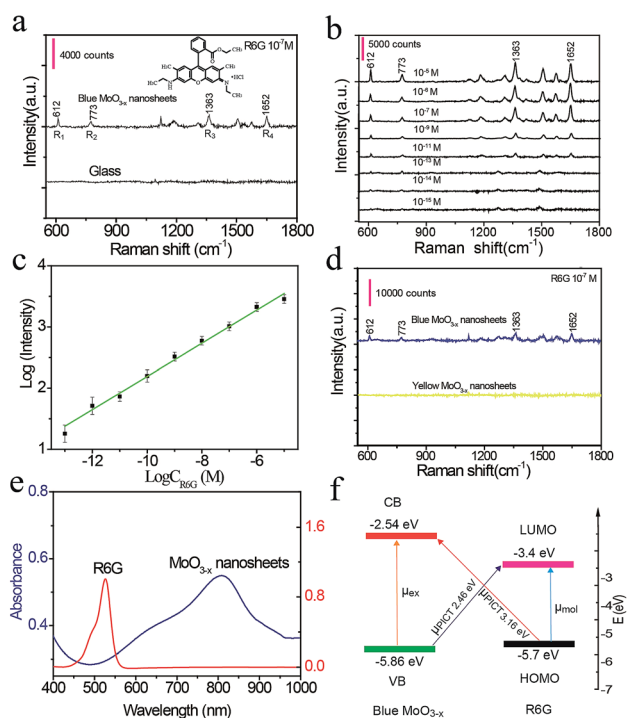 a
R6G 10⁻⁷M
4000 counts
O
O
CH₃
H₃C
CH₃
H₃C
N
H
O
N
•HCl
CH₃
Blue MoO₃₋ₓ nanosheets
612
773
1363
1652
R₁
R₂
R₃
R₄
Glass
Intensity(a.u.)
600 900 1200 1500 1800
Raman shift (cm⁻¹)
b
5000 counts
612
773
1363
1652
10⁻⁵ M
10⁻⁶ M
10⁻⁷ M
10⁻⁹ M
10⁻¹¹ M
10⁻¹³ M
10⁻¹⁴ M
10⁻¹⁵ M
Intensity(a.u.)
600 900 1200 1500 1800
Raman shift(cm⁻¹)
c
Log (Intensity)
4
3
2
1
-12 -10 -8 -6
LogC_R6G (M)
d
R6G 10⁻⁷ M
10000 counts
Blue MoO₃₋ₓ nanosheets
612
773
1363
1652
Yellow MoO₃₋ₓ nanosheets
Intensity(a.u.)
600 900 1200 1500 1800
Raman shift(cm⁻¹)
e
Absorbance
0.8
0.6
0.4
1.6
0.8
0.0
R6G
MoO₃₋ₓ nanosheets
400 500 600 700 800 900 1000
Wavelength (nm)
f
CB
-2.54 eV
LUMO
-3.4 eV
μex
μPICT 2.46 eV
μPICT 3.16 eV
μmol
-5.86 eV
VB
-5.7 eV
HOMO
Blue MoO₃₋ₓ
R6G
-3
-4
-5
-6
-7
E (eV)